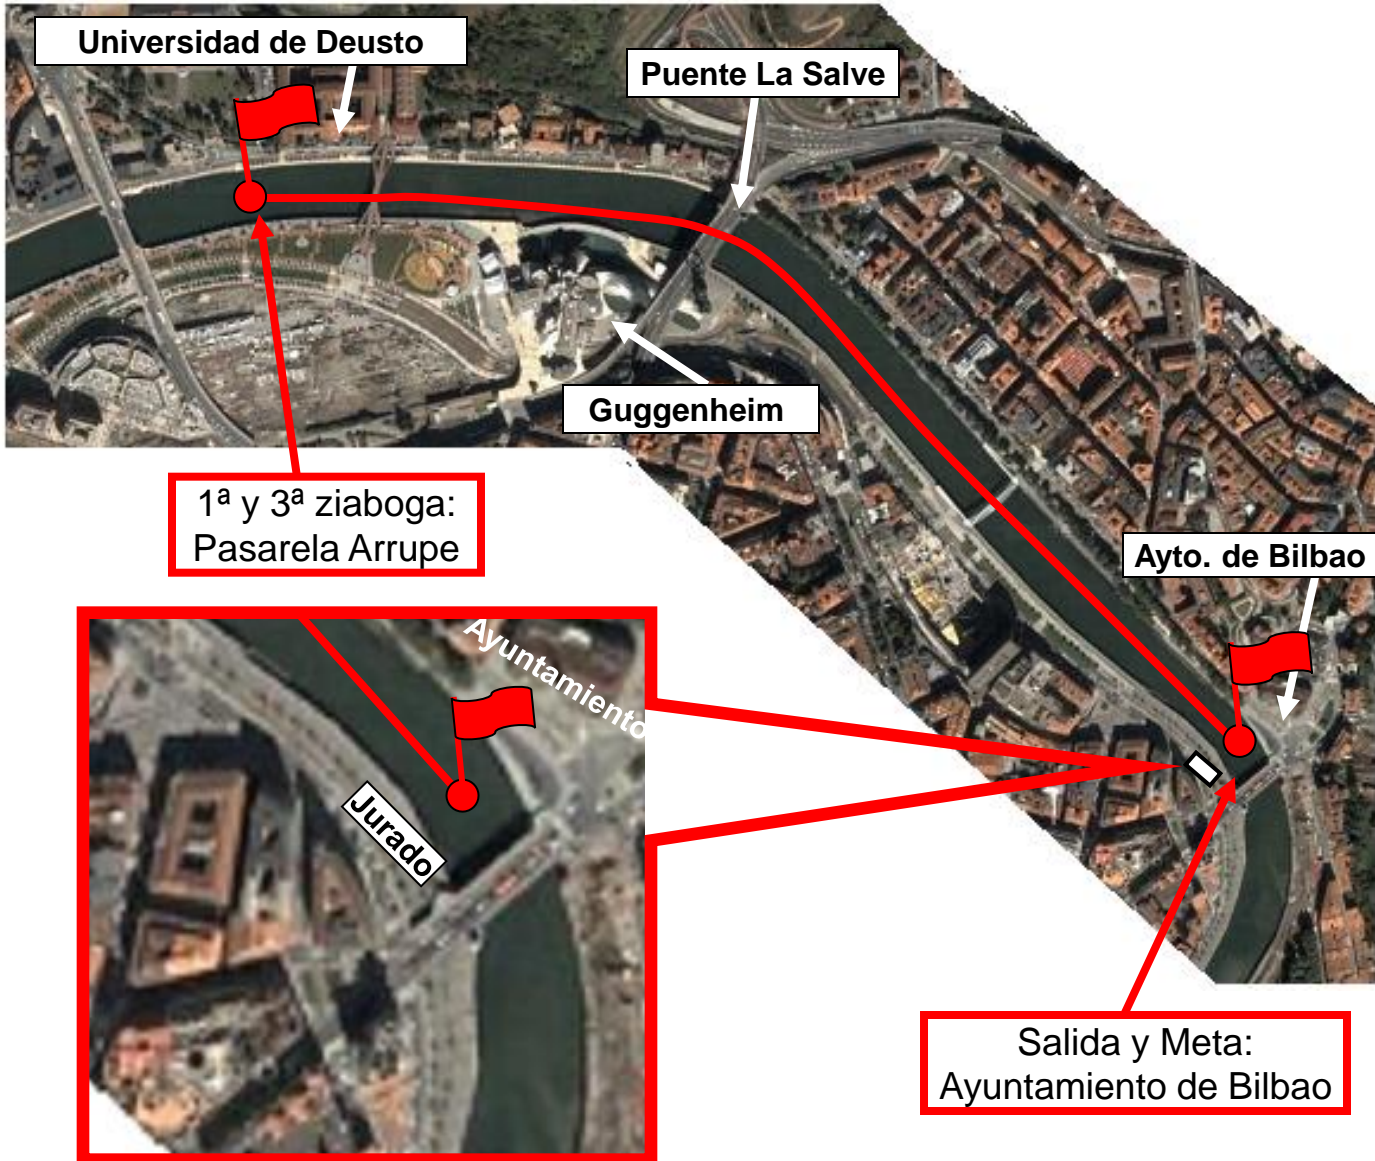 Universidad de Deusto
Puente La Salve
Guggenheim
1ª y 3ª ziaboga:
Pasarela Arrupe
Ayto. de Bilbao
Ayuntamiento
Jurado
Salida y Meta:
Ayuntamiento de Bilbao